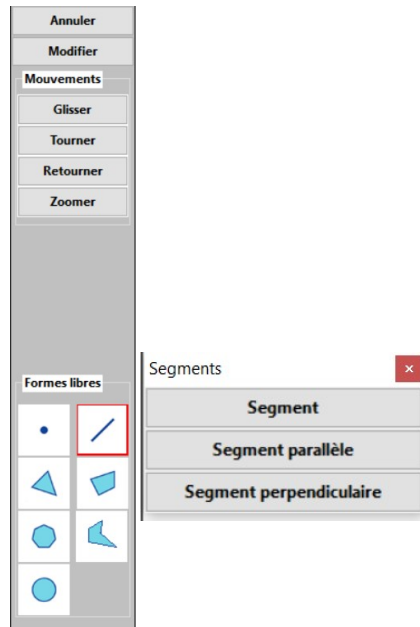 Annuler
Modifier
Mouvements
Glisser
Tourner
Retourner
Zoomer
Formes libres
Segments
Segment
Segment parallèle
Segment perpendiculaire